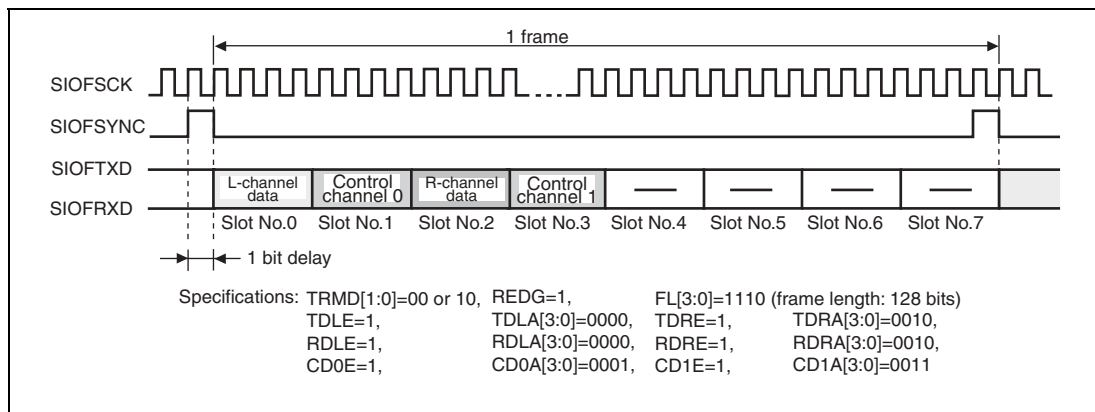 1 frame
SIOFSCK
SIOFSYNC
SIOFTXD
SIOFRXD
L-channel data
Control channel 0
R-channel data
Control channel 1
Slot No.0 Slot No.1 Slot No.2 Slot No.3 Slot No.4 Slot No.5 Slot No.6 Slot No.7
1 bit delay
Specifications: TRMD[1:0]=00 or 10, REDG=1, FL[3:0]=1110 (frame length: 128 bits)
TDLE=1, TDLA[3:0]=0000, TDRE=1, TDRA[3:0]=0010,
RDLE=1, RDLA[3:0]=0000, RDRE=1, RDRA[3:0]=0010,
CD0E=1, CD0A[3:0]=0001, CD1E=1, CD1A[3:0]=0011